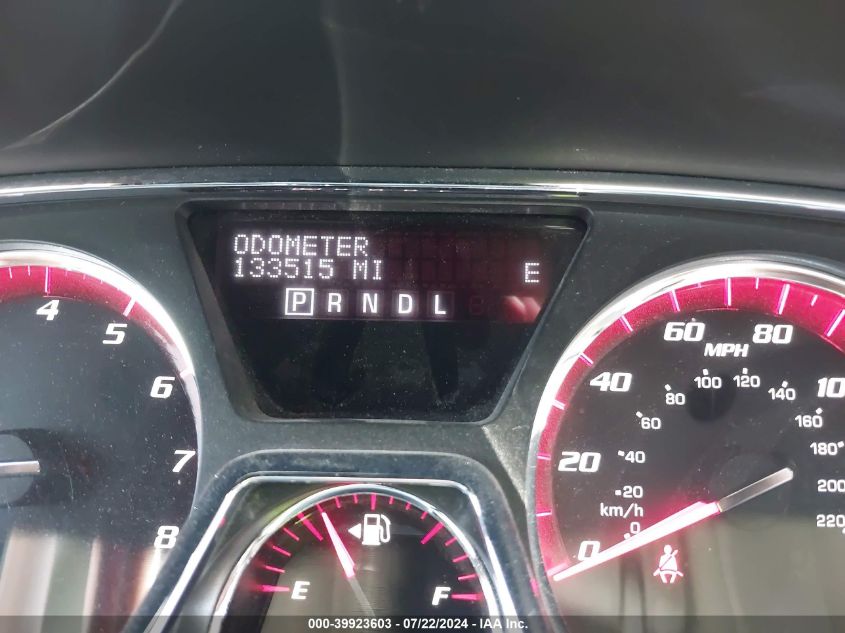 ODOMETER
133515 MI E
P R N D L
4
5
6
7
8
E F
0 20 40 60 80 10
MPH
km/h
0 20 40 60 80 100 120 140 160 180 200 220
000-39923603 - 07/22/2024 - IAA Inc.